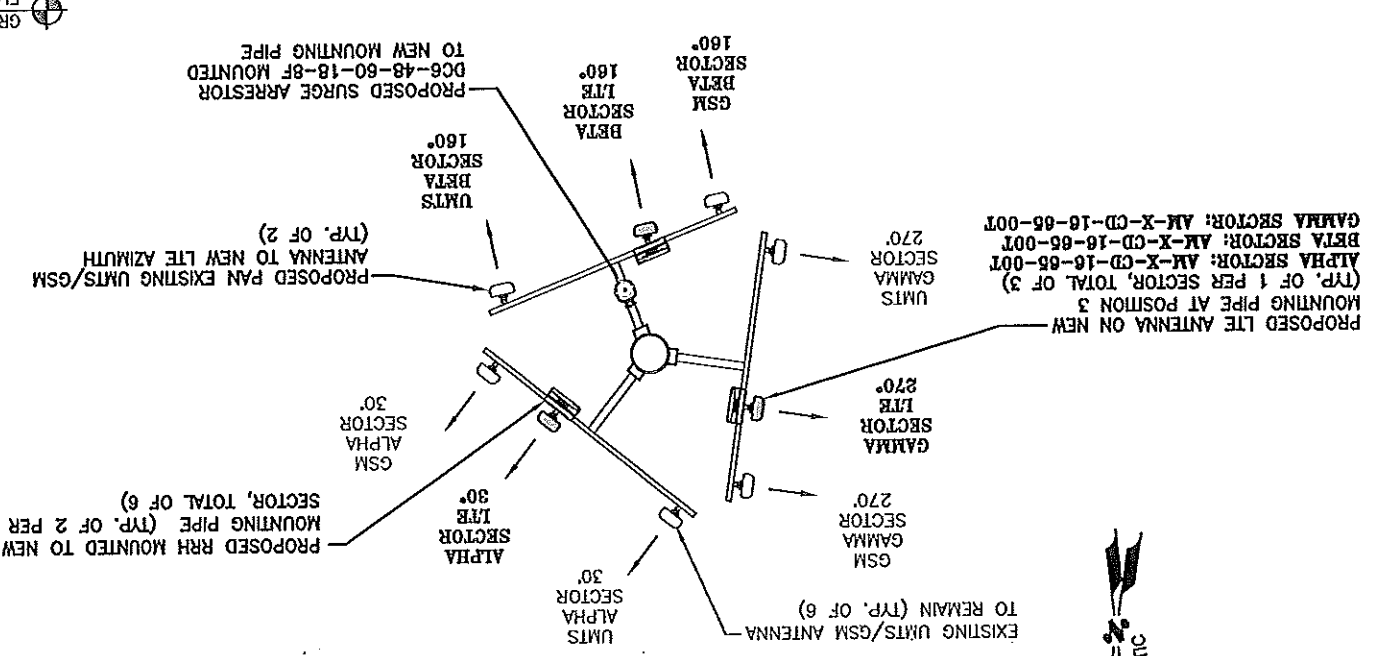 EXISTING UMTS/GSM ANTENNA
TO REMAIN (TYP. OF 6)
N
UMTS
ALPHA
SECTOR
30°
GSM
GAMMA
SECTOR
270°
PROPOSED RRH MOUNTED TO NEW
MOUNTING PIPE (TYP. OF 2 PER
SECTOR, TOTAL OF 6)
ALPHA
SECTOR
LTE
30°
GSM
ALPHA
SECTOR
30°
GAMMA
SECTOR
LTE
270°
PROPOSED LTE ANTENNA ON NEW
MOUNTING PIPE AT POSITION 3
(TYP. OF 1 PER SECTOR, TOTAL OF 3)
ALPHA SECTOR: AM-X-CD-16-65-00T
BETA SECTOR: AM-X-CD-16-65-00T
GAMMA SECTOR: AM-X-CD-16-65-00T
UMTS
GAMMA
SECTOR
270°
PROPOSED PAN EXISTING UMTS/GSM
ANTENNA TO NEW LTE AZIMUTH
(TYP. OF 2)
UMTS
BETA
SECTOR
160°
BETA
SECTOR
LTE
160°
GSM
BETA
SECTOR
160°
PROPOSED SURGE ARRESTOR
DC6-48-60-18-8F MOUNTED
TO NEW MOUNTING PIPE